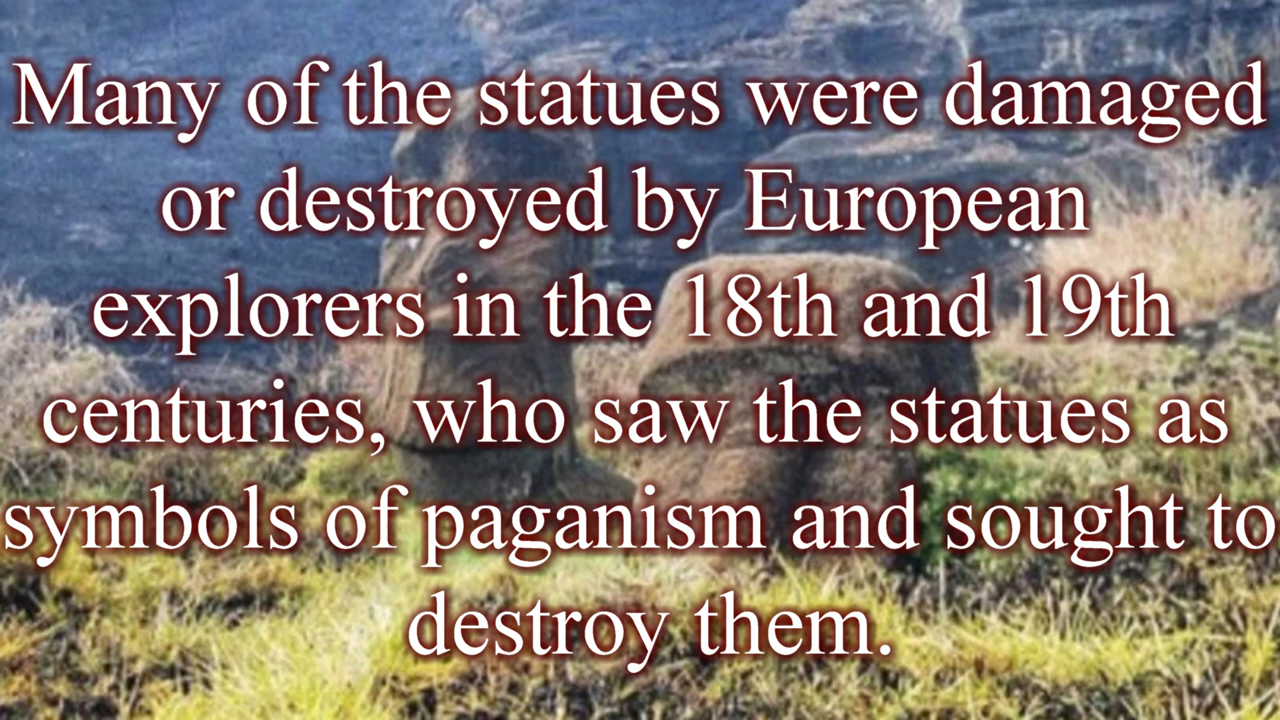 Many of the statues were damaged
or destroyed by European
explorers in the 18th and 19th
centuries, who saw the statues as
symbols of paganism and sought to
destroy them.